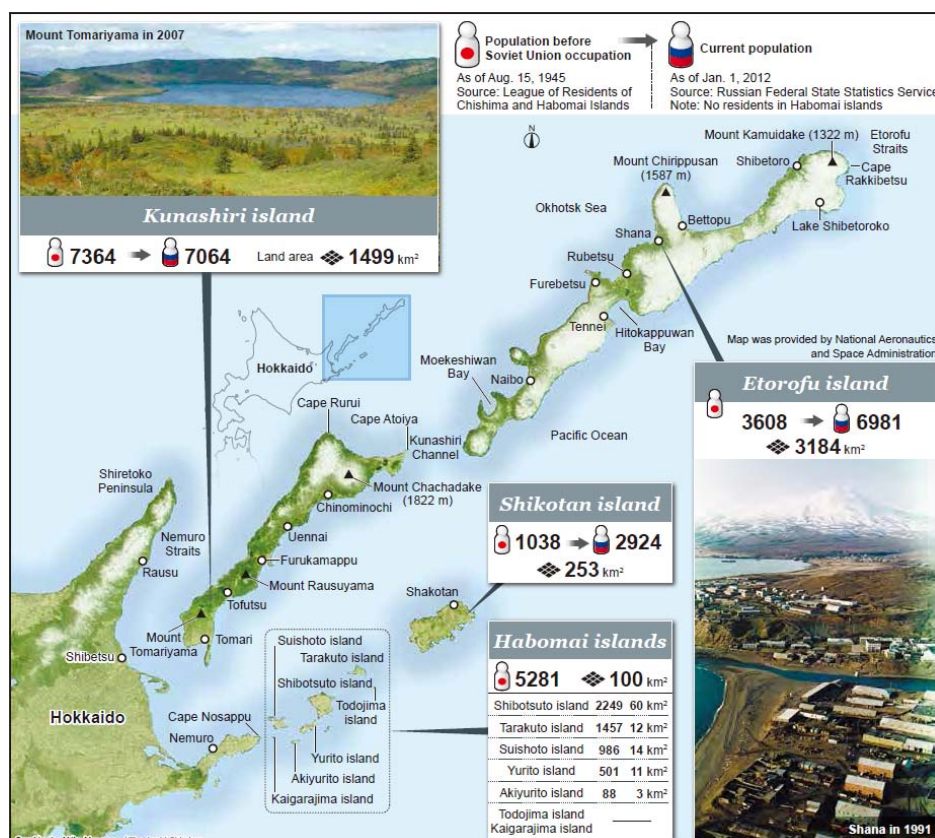 Mount Tomariyama in 2007
Kunashiri island
7364 7064 Land area 1499 km²
Population before
Soviet Union occupation
As of Aug. 15, 1945
Source: League of Residents of
Chishima and Habomai Islands
Current population
As of Jan. 1, 2012
Source: Russian Federal State Statistics Service
Note: No residents in Habomai islands
N
Mount Kamuidake (1322 m)
Etorofu
Straits
Mount Chirippusan
(1587 m)
Shibetoro
Cape
Rakkibetsu
Okhotsk Sea
Bettopu
Lake Shibetoroko
Shana
Rubetsu
Furebetsu
Tennei
Hitokappuwan
Bay
Map was provided by National Aeronautics
and Space Administration
Hokkaido
Moekeshiwan
Bay
Naibo
Pacific Ocean
Cape Rurui
Cape Atoiya
Kunashiri
Channel
Mount Chachadake
(1822 m)
Chinominochi
Shiretoko
Peninsula
Nemuro
Straits
Rausu
Uennai
Furukamappu
Mount Rausuyama
Tofutsu
Mount
Tomariyama
Tomari
Shibetsu
Hokkaido
Cape Nosappu
Nemuro
Shakotan
Suishoto island
Tarakuto island
Shibotsuto island
Todojima
island
Yurito island
Akiyurito island
Kaigarajima island
Etorofu island
3608 6981
3184 km²
Shana in 1991
Shikotan island
1038 2924
253 km²
Habomai islands
5281 100 km²
Shibotsuto island 2249 60 km²
Tarakuto island 1457 12 km²
Suishoto island 986 14 km²
Yurito island 501 11 km²
Akiyurito island 88 3 km²
Todojima
Kaigarajima island